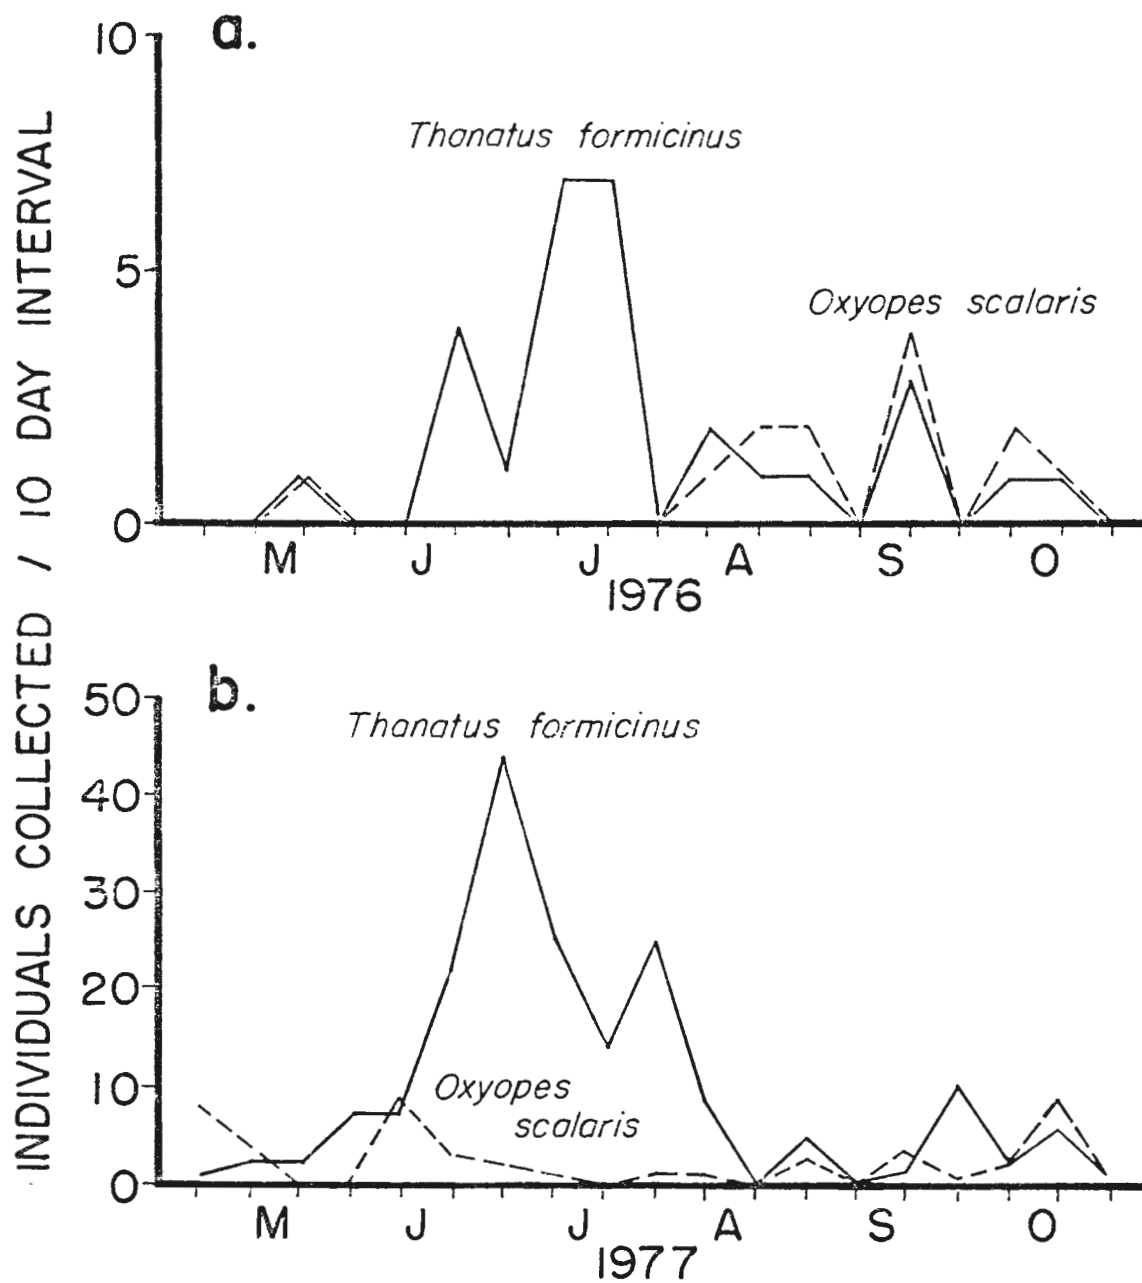 INDIVIDUALS COLLECTED / 10 DAY INTERVAL
a.
10
Thanatus formicinus
5
Oxyopes scalaris
0
M J J A S O
1976
b.
50
Thanatus formicinus
40
30
20
10
Oxyopes
scalaris
0
M J J A S O
1977